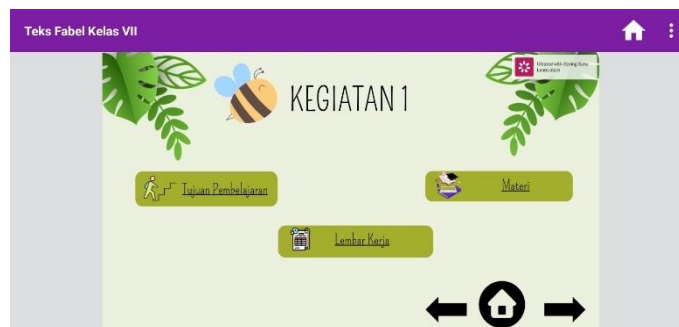 Teks Fabel Kelas VII
KEGIATAN 1
Tujuan Pembelajaran
Materi
Lembar Kerja